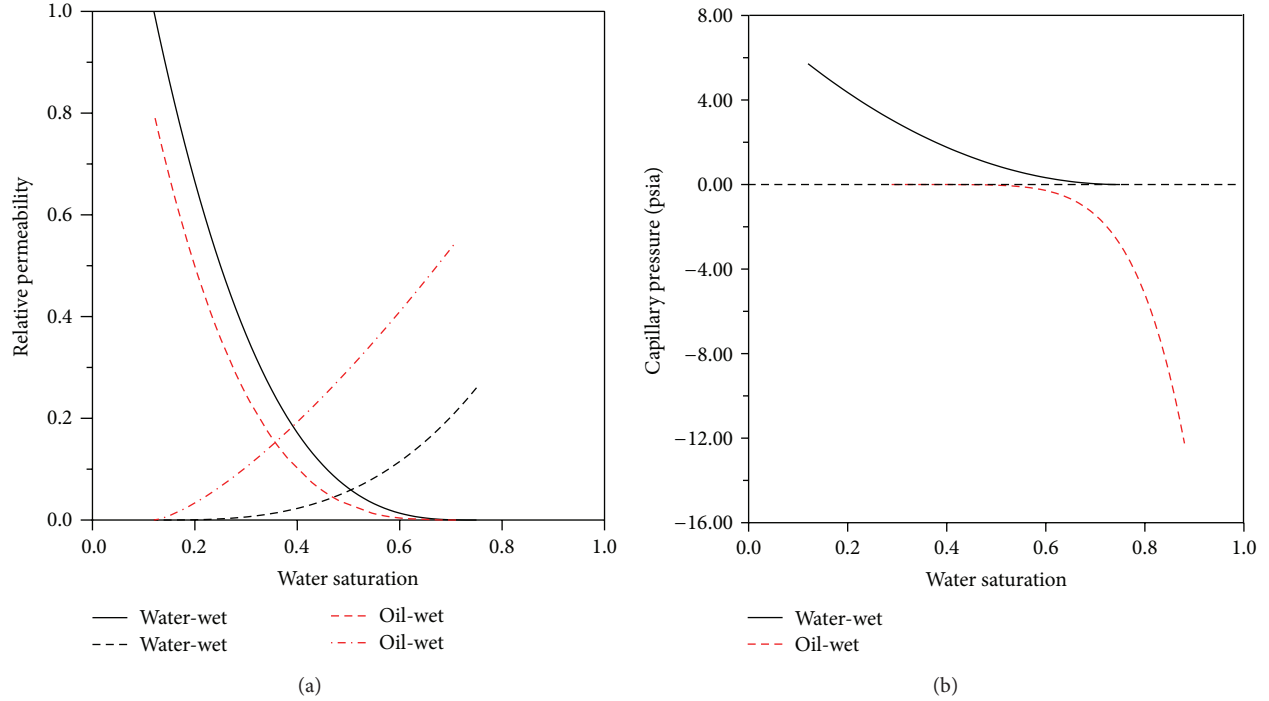 1.0
0.8
0.6
0.4
0.2
0.0
Relative permeability
0.0 0.2 0.4 0.6 0.8 1.0
Water saturation
Water-wet Oil-wet
Water-wet Oil-wet
(a)
8.00
4.00
0.00
−4.00
−8.00
−12.00
−16.00
Capillary pressure (psia)
0.0 0.2 0.4 0.6 0.8 1.0
Water saturation
Water-wet
Oil-wet
(b)